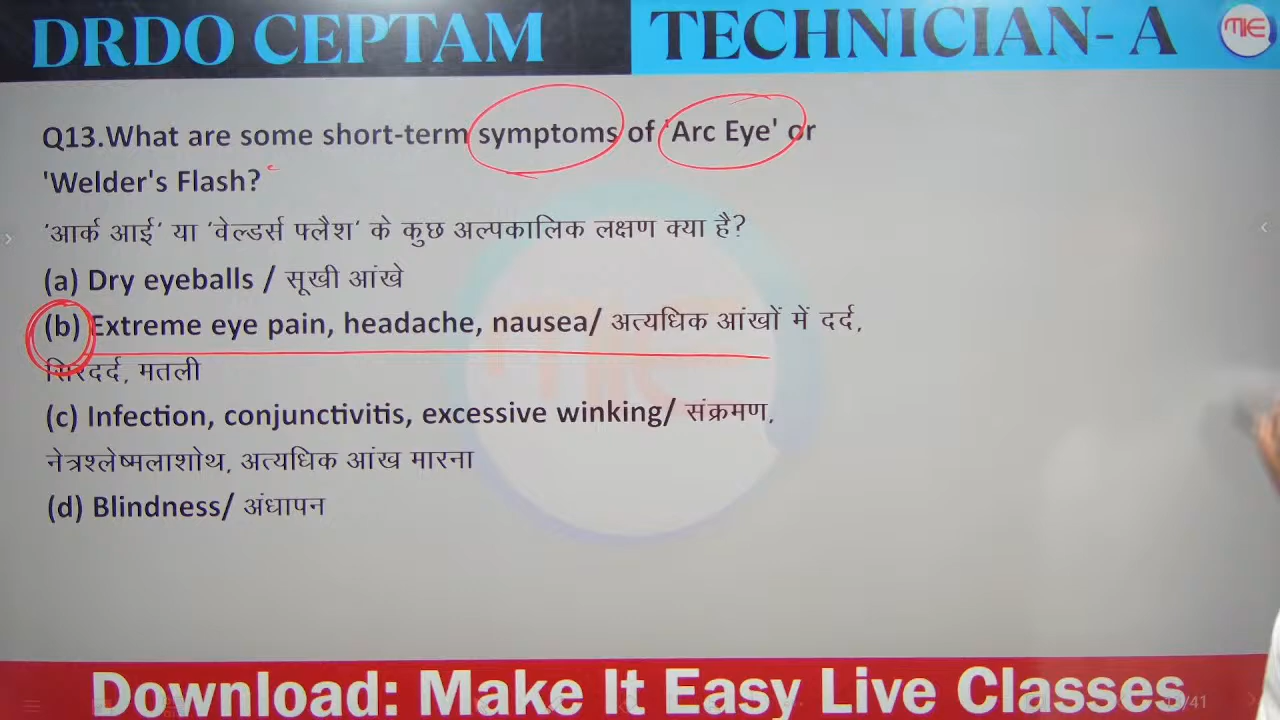 DRDO CEPTAM TECHNICIAN- A
MIE
Q13.What are some short-term symptoms of 'Arc Eye' or
'Welder's Flash?
'आर्क आई' या 'वेल्डर्स फ्लैश' के कुछ अल्पकालिक लक्षण क्या है?
(a) Dry eyeballs / सूखी आंखे
(b) Extreme eye pain, headache, nausea/ अत्यधिक आंखों में दर्द,
सिरदर्द, मतली
(c) Infection, conjunctivitis, excessive winking/ संक्रमण,
नेत्रश्लेष्मलाशोथ, अत्यधिक आंख मारना
(d) Blindness/ अंधापन
Download: Make It Easy Live Classes